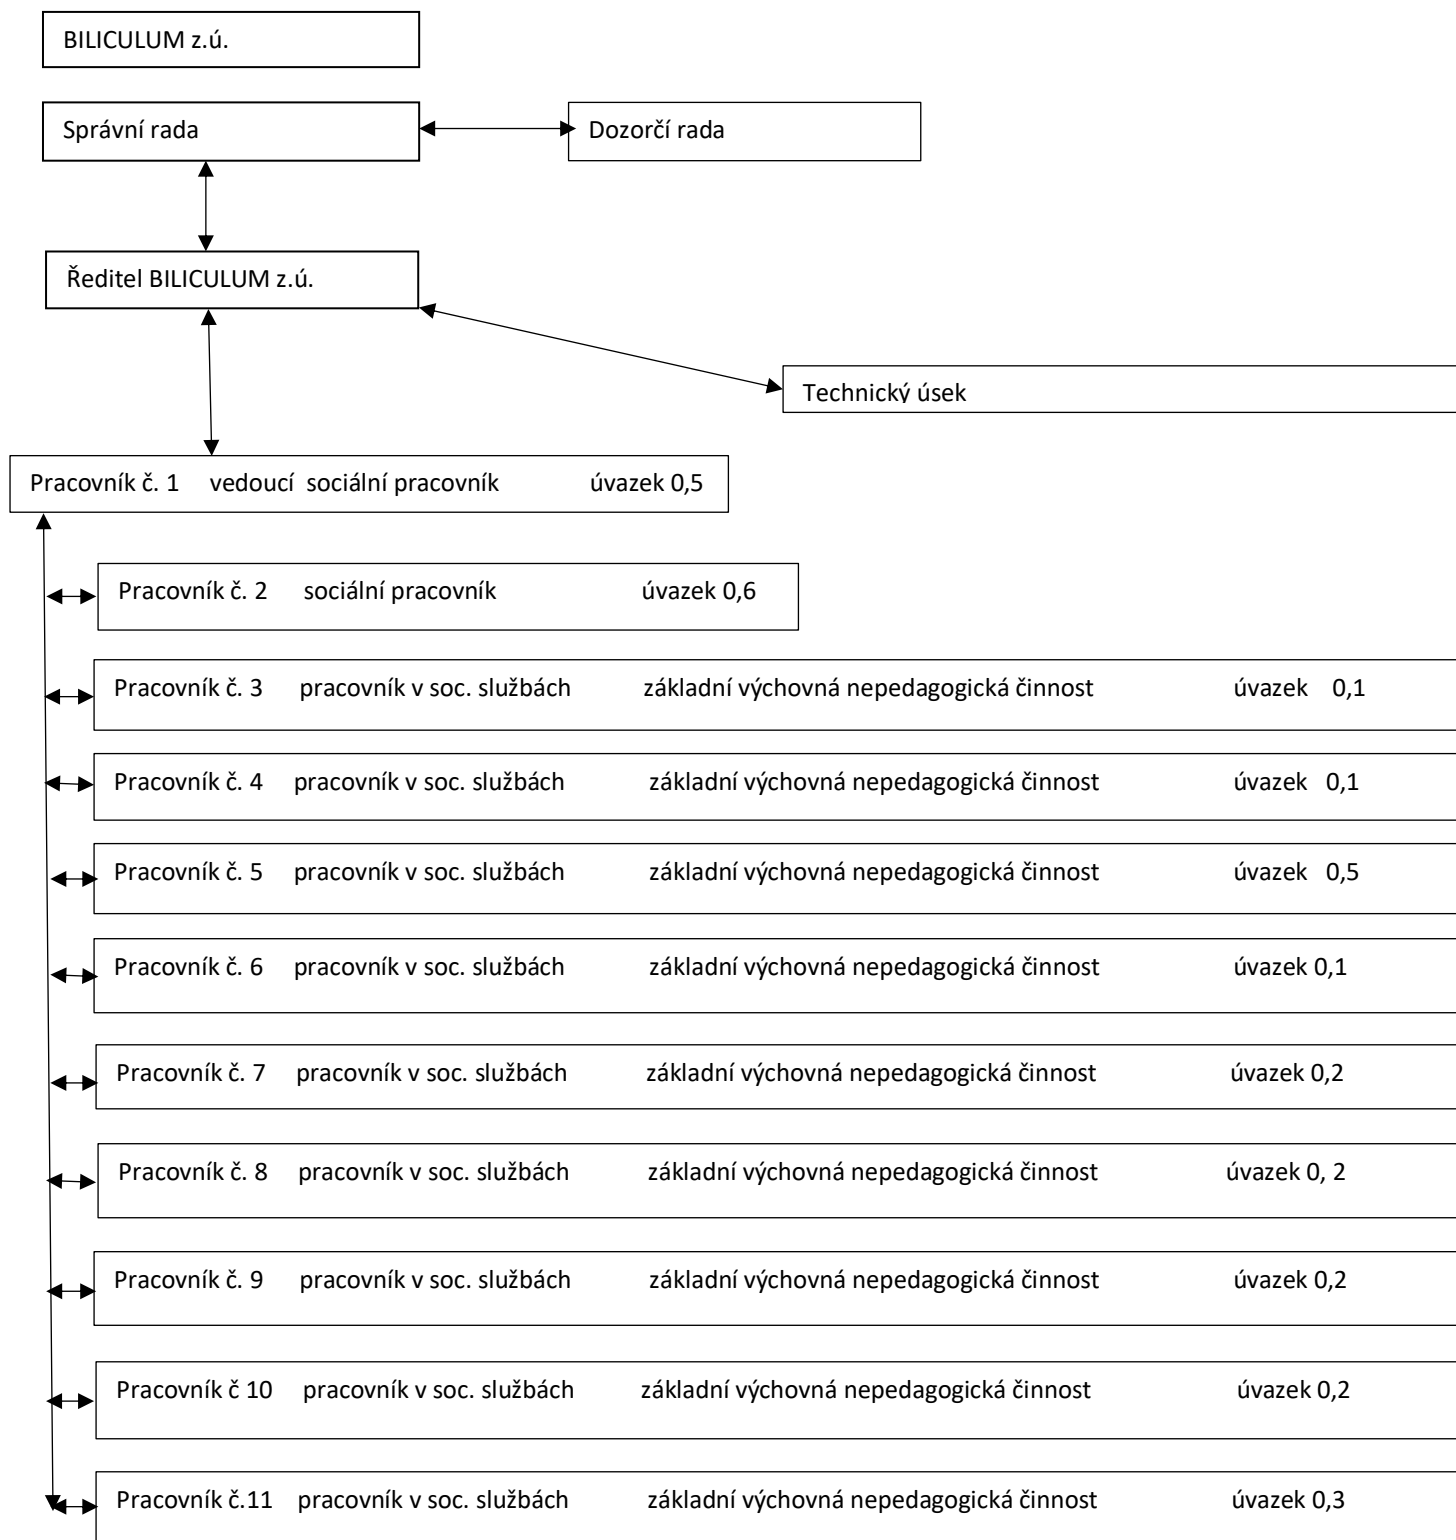 BILICULUM z.ú.
Správní rada
Dozorčí rada
Ředitel BILICULUM z.ú.
Technický úsek
Pracovník č. 1 vedoucí sociální pracovník úvazek 0,5
Pracovník č. 2 sociální pracovník úvazek 0,6
Pracovník č. 3 pracovník v soc. službách základní výchovná nepedagogická činnost úvazek 0,1
Pracovník č. 4 pracovník v soc. službách základní výchovná nepedagogická činnost úvazek 0,1
Pracovník č. 5 pracovník v soc. službách základní výchovná nepedagogická činnost úvazek 0,5
Pracovník č. 6 pracovník v soc. službách základní výchovná nepedagogická činnost úvazek 0,1
Pracovník č. 7 pracovník v soc. službách základní výchovná nepedagogická činnost úvazek 0,2
Pracovník č. 8 pracovník v soc. službách základní výchovná nepedagogická činnost úvazek 0, 2
Pracovník č. 9 pracovník v soc. službách základní výchovná nepedagogická činnost úvazek 0,2
Pracovník č 10 pracovník v soc. službách základní výchovná nepedagogická činnost úvazek 0,2
Pracovník č.11 pracovník v soc. službách základní výchovná nepedagogická činnost úvazek 0,3